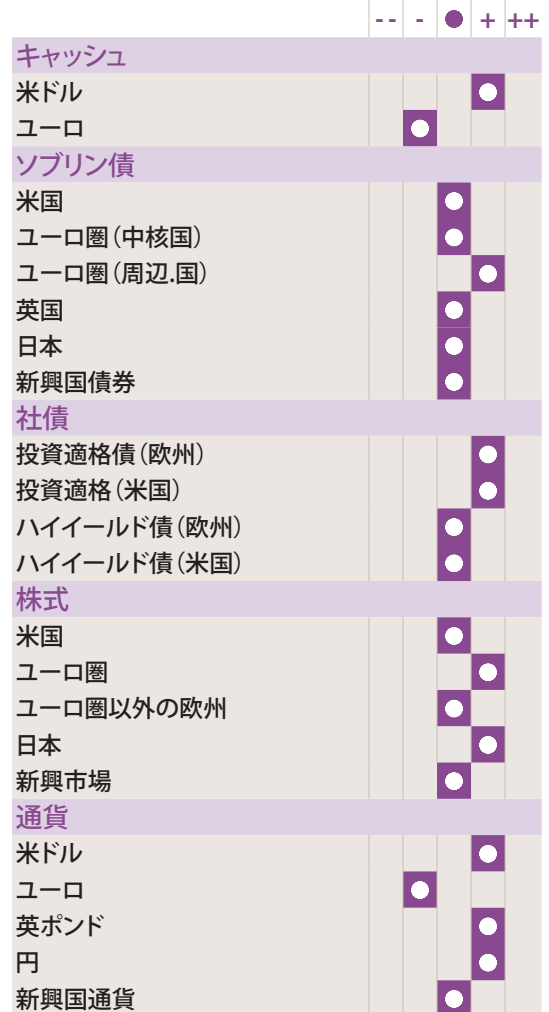 -- - ● + ++
キャッシュ
米ドル
ユーロ
ソブリン債
米国
ユーロ圏（中核国）
ユーロ圏（周辺.国）
英国
日本
新興国債券
社債
投資適格債（欧州）
投資適格（米国）
ハイイールド債（欧州）
ハイイールド債（米国）
株式
米国
ユーロ圏
ユーロ圏以外の欧州
日本
新興市場
通貨
米ドル
ユーロ
英ポンド
円
新興国通貨